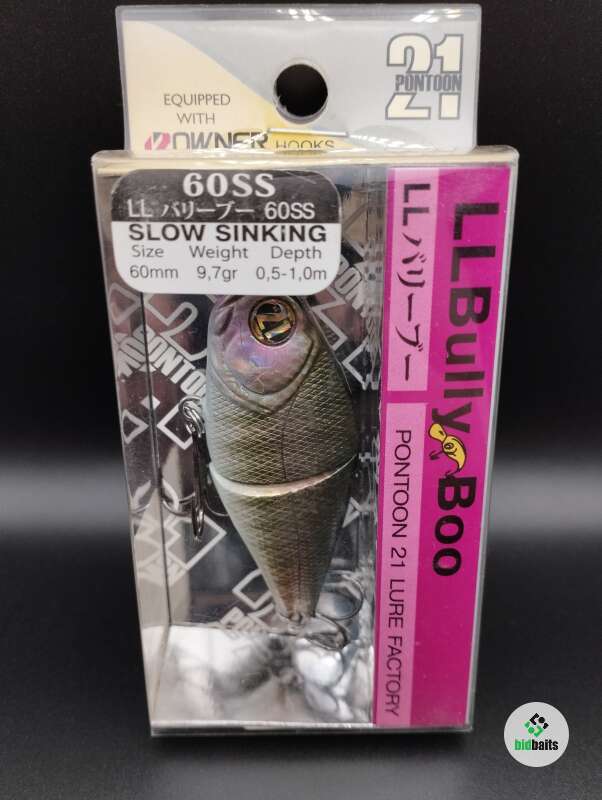 EQUIPPED
WITH
OWNER
HOOKS
21
PONTOON
60SS
LL バリーブー 60SS
SLOW SINKING
Size Weight Depth
60mm 9,7gr 0,5-1,0m
LLBully Boo
LL バリーブー
PONTOON 21 LURE FACTORY
PONTOON
bidbaits